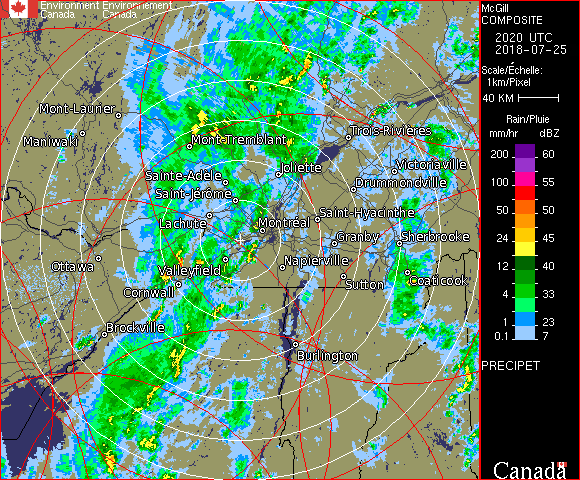 Environment Environnement
Canada Canada
McGill
COMPOSITE
2020 UTC
2018-07-25
Scale/Échelle:
1km/Pixel
40 KM
Rain/Pluie
mm/hr dBZ
200 60
100 55
50 50
24 45
12 40
4 33
1 23
0.1 7
PRECIPET
Canada
Mont-Laurier
Maniwaki
Mont-Tremblant
Trois-Rivières
Joliette
Victoriaville
Sainte-Adèle
Drummondville
Saint-Jérôme
Lachute
Montréal
Saint-Hyacinthe
Granby
Sherbrooke
Ottawa
Valleyfield
Napierville
Sutton
Coaticook
Cornwall
Brockville
Burlington